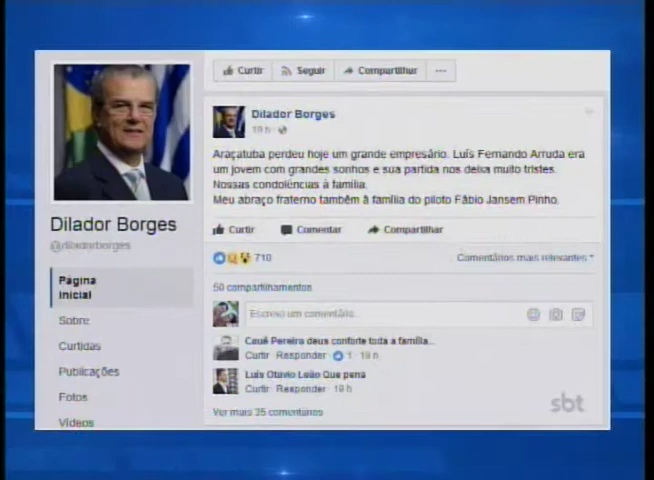 Curtir Seguir Compartilhar ...
Dilador Borges
19 h
Araçatuba perdeu hoje um grande empresário. Luís Fernando Arruda era
um jovem com grandes sonhos e sua partida nos deixa muito tristes.
Nossas condolências à família.
Meu abraço fraterno também à família do piloto Fábio Jansem Pinho.
Curtir Comentar Compartilhar
710 Comentários mais relevantes
50 compartilhamentos
Escreva um comentário...
Cauê Pereira deus conforte toda a família...
Curtir Responder 1 19 h
Luís Otávio Leão Que pena
Curtir Responder 19 h
Ver mais 35 comentários
Dilador Borges
@diladorborges
Página
inicial
Sobre
Curtidas
Publicações
Fotos
Vídeos
sbt